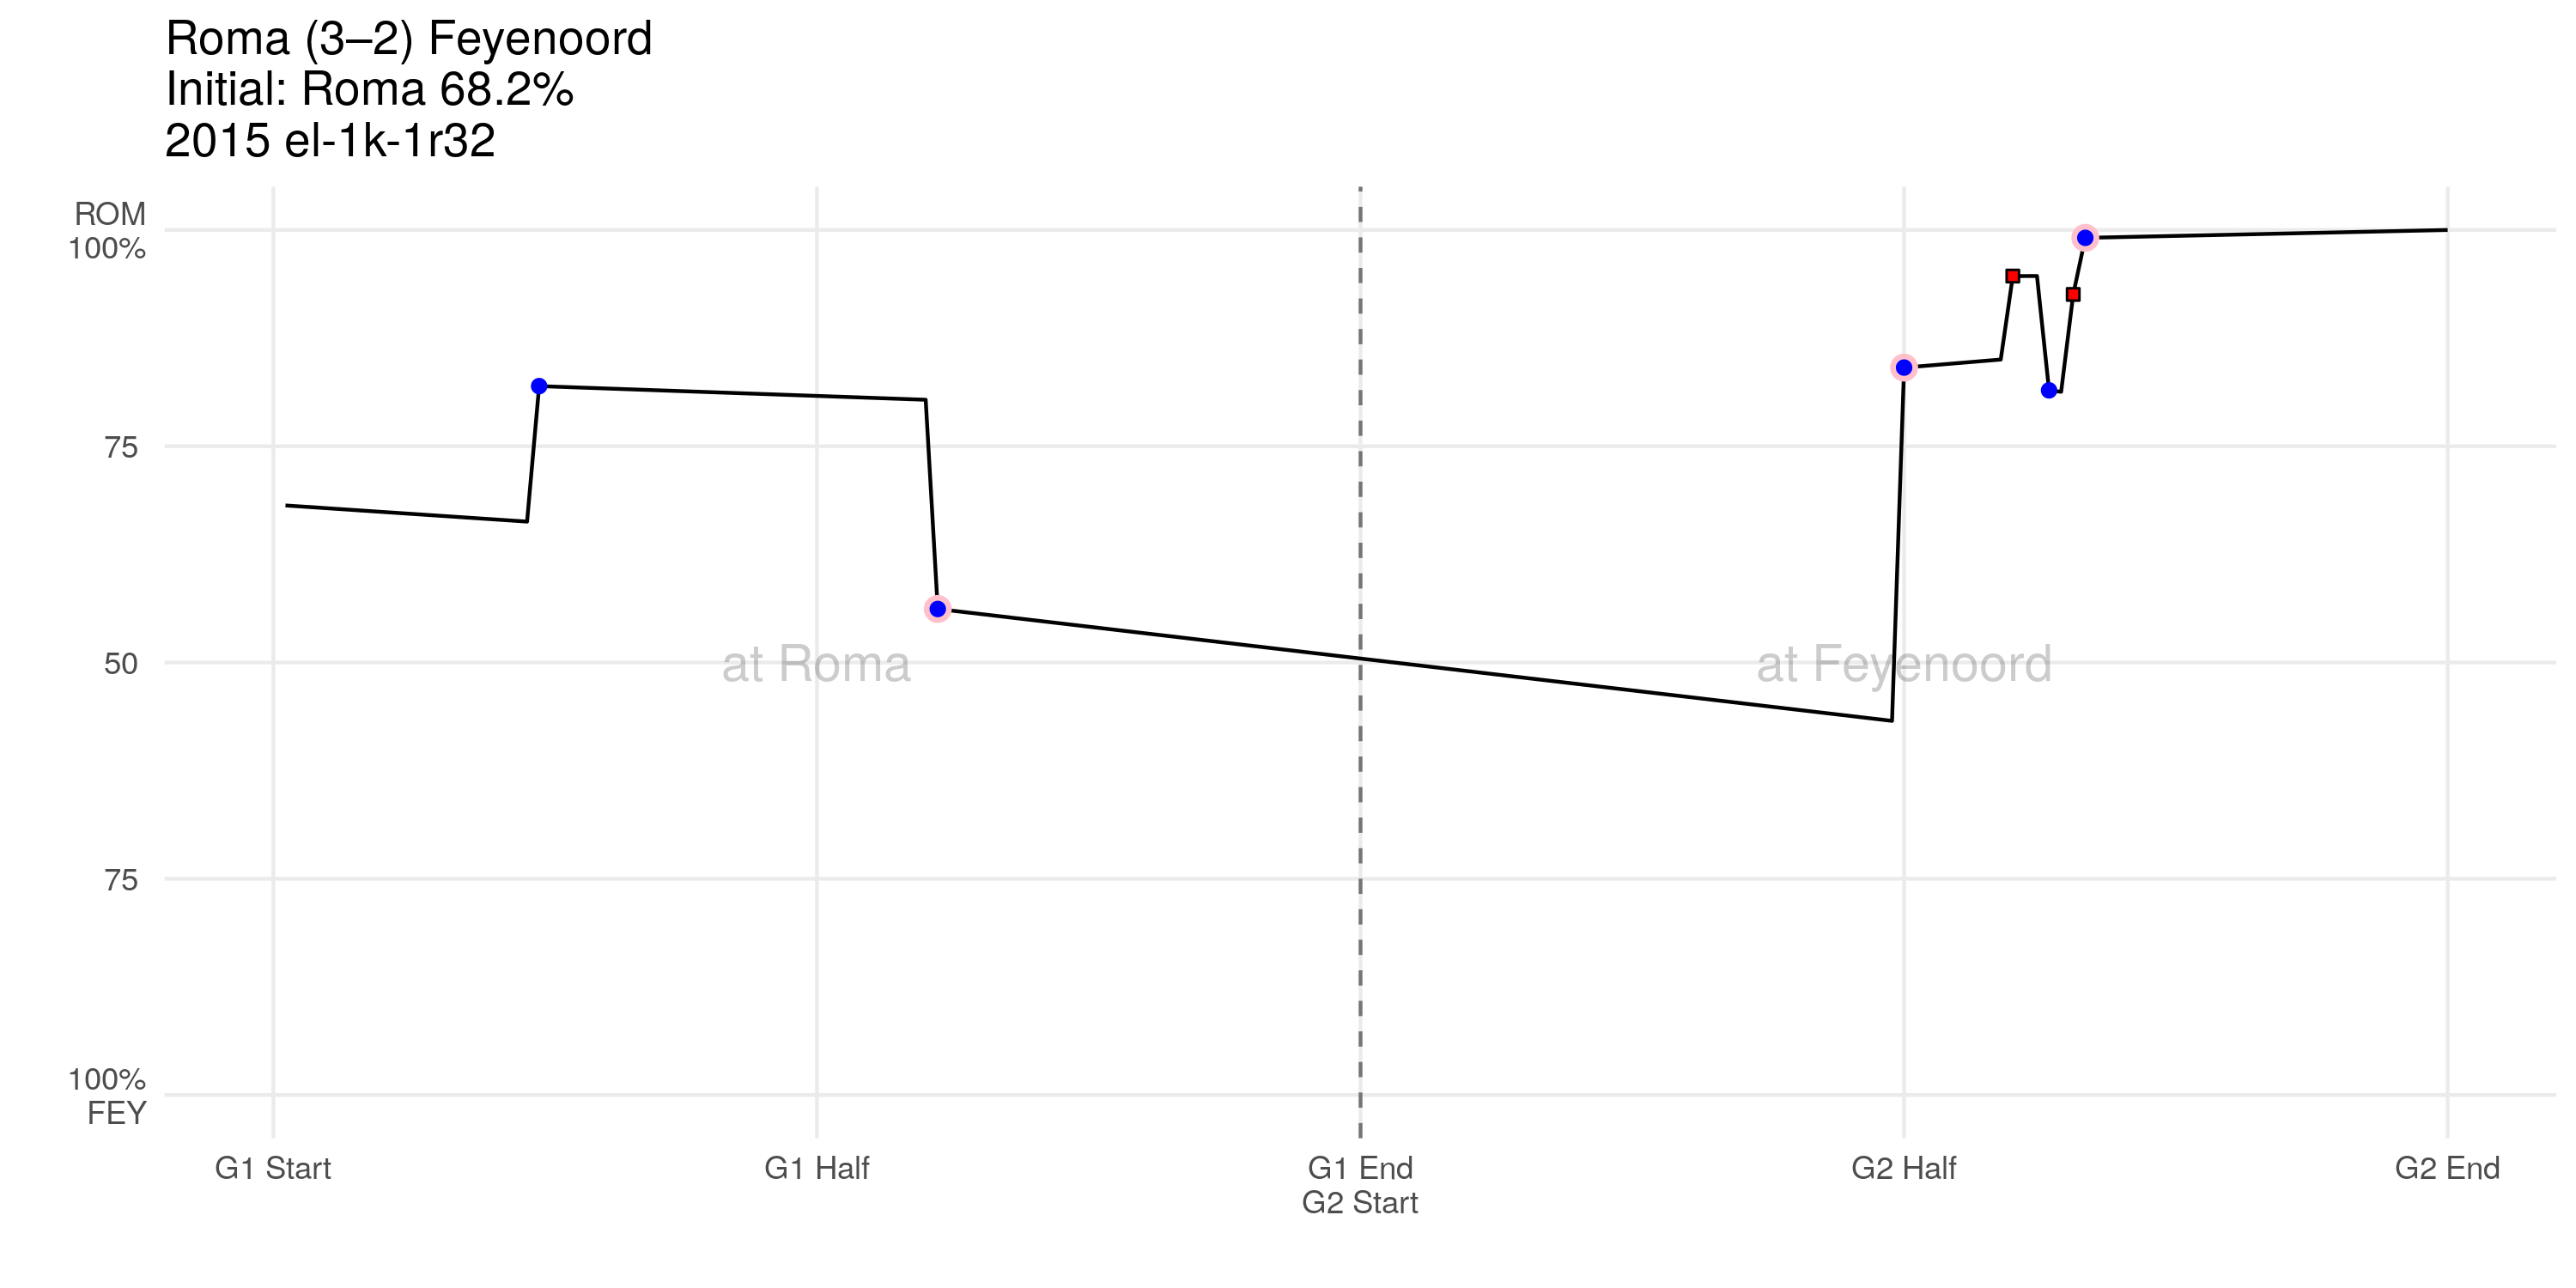 Roma (3–2) Feyenoord
Initial: Roma 68.2%
2015 el-1k-1r32
ROM
100%
75
50
75
100%
FEY
at Roma
at Feyenoord
G1 Start
G1 Half
G1 End
G2 Start
G2 Half
G2 End